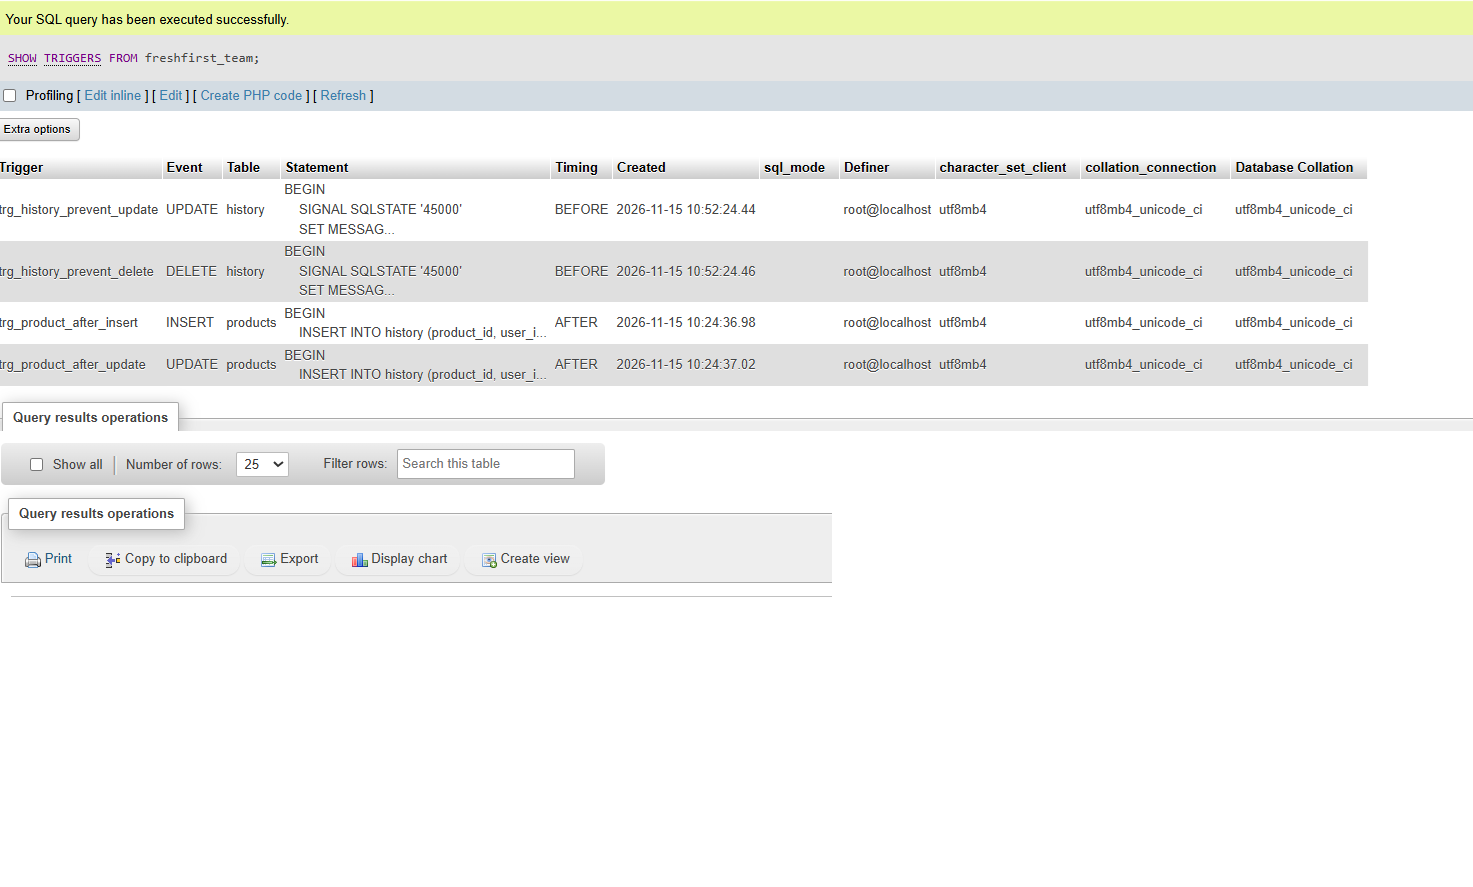 Your SQL query has been executed successfully.
SHOW TRIGGERS FROM freshfirst_team;
Profiling [ Edit inline ] [ Edit ] [ Create PHP code ] [ Refresh ]
Extra options
Trigger Event Table Statement Timing Created sql_mode Definer character_set_client collation_connection Database Collation
BEGIN
trg_history_prevent_update UPDATE history SIGNAL SQLSTATE '45000' BEFORE 2026-11-15 10:52:24.44 root@localhost utf8mb4 utf8mb4_unicode_ci utf8mb4_unicode_ci
SET MESSAG...
BEGIN
trg_history_prevent_delete DELETE history SIGNAL SQLSTATE '45000' BEFORE 2026-11-15 10:52:24.46 root@localhost utf8mb4 utf8mb4_unicode_ci utf8mb4_unicode_ci
SET MESSAG...
BEGIN
trg_product_after_insert INSERT products INSERT INTO history (product_id, user_i... AFTER 2026-11-15 10:24:36.98 root@localhost utf8mb4 utf8mb4_unicode_ci utf8mb4_unicode_ci
BEGIN
trg_product_after_update UPDATE products INSERT INTO history (product_id, user_i... AFTER 2026-11-15 10:24:37.02 root@localhost utf8mb4 utf8mb4_unicode_ci utf8mb4_unicode_ci
Query results operations
Show all Number of rows: 25 Filter rows: Search this table
Query results operations
Print Copy to clipboard Export Display chart Create view